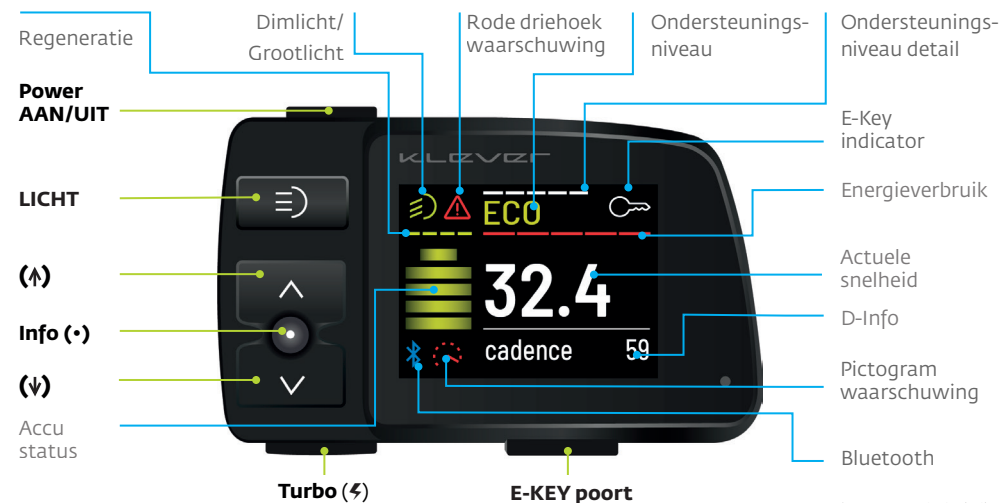 Regeneratie
Dimlicht/
Grootlicht
Rode driehoek
waarschuwing
Ondersteunings-
niveau
Ondersteunings-
niveau detail
Power
AAN/UIT
LICHT
(↑)
Info (•)
(↓)
Accu
status
Turbo (⚡)
E-KEY poort
E-Key
indicator
Energieverbruik
Actuele
snelheid
D-Info
Pictogram
waarschuwing
Bluetooth
KLEVER
ECO
32.4
cadence 59